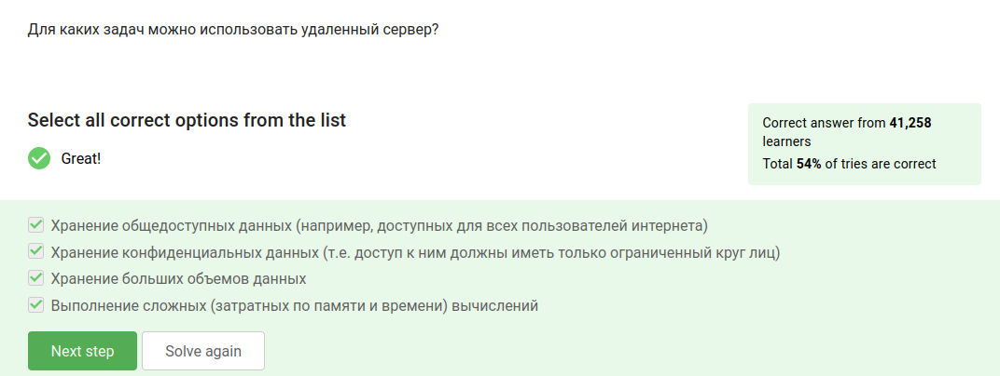 Для каких задач можно использовать удаленный сервер?
Select all correct options from the list
Great!
Correct answer from 41,258
learners
Total 54% of tries are correct
Хранение общедоступных данных (например, доступных для всех пользователей интернета)
Хранение конфиденциальных данных (т.е. доступ к ним должны иметь только ограниченный круг лиц)
Хранение больших объемов данных
Выполнение сложных (затратных по памяти и времени) вычислений
Next step
Solve again